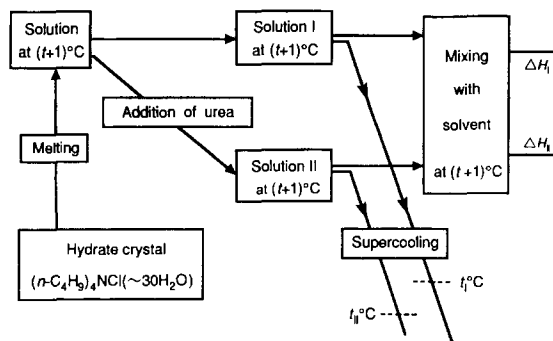 Solution
at (t+1)°C
Solution I
at (t+1)°C
Mixing
with
solvent
at (t+1)°C
ΔH_I
ΔH_II
Addition of urea
Melting
Solution II
at (t+1)°C
Hydrate crystal
(n-C₄H₉)₄NCl(~30H₂O)
Supercooling
t_I°C
t_II°C